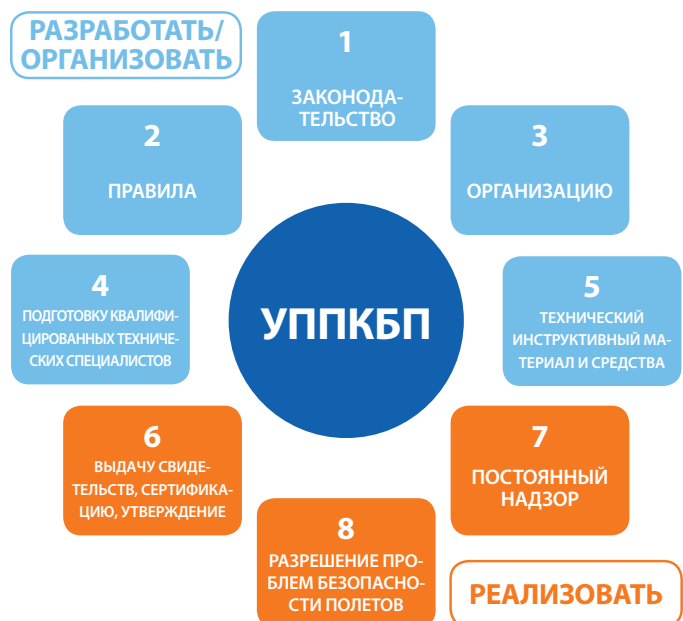 РАЗРАБОТАТЬ/
ОРГАНИЗОВАТЬ
1
ЗАКОНОДА-
ТЕЛЬСТВО
2
ПРАВИЛА
3
ОРГАНИЗАЦИЮ
4
ПОДГОТОВКУ КВАЛИФИ-
ЦИРОВАННЫХ ТЕХНИЧЕ-
СКИХ СПЕЦИАЛИСТОВ
УППКБП
5
ТЕХНИЧЕСКИЙ
ИНСТРУКТИВНЫЙ МА-
ТЕРИАЛ И СРЕДСТВА
6
ВЫДАЧУ СВИДЕ-
ТЕЛЬСТВ, СЕРТИФИКА-
ЦИЮ, УТВЕРЖДЕНИЕ
7
ПОСТОЯННЫЙ
НАДЗОР
8
РАЗРЕШЕНИЕ ПРО-
БЛЕМ БЕЗОПАСНО-
СТИ ПОЛЕТОВ
РЕАЛИЗОВАТЬ